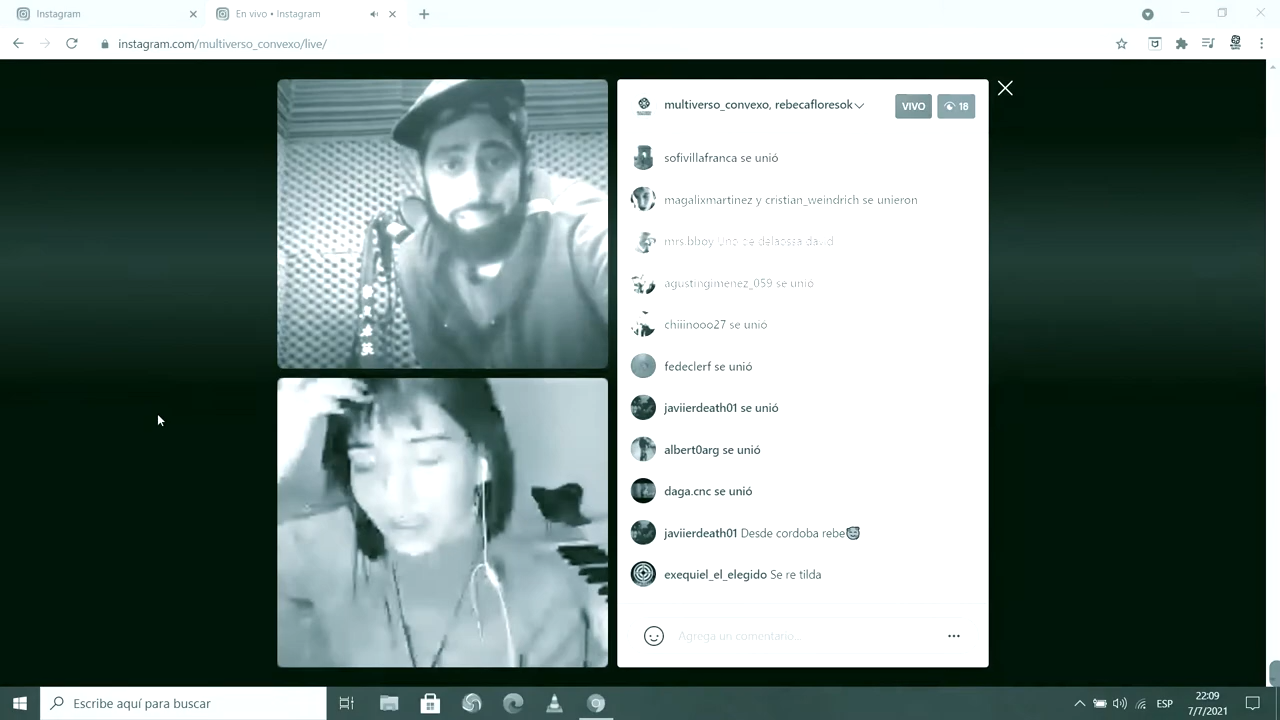 Instagram
En vivo • Instagram
instagram.com/multiverso_convexo/live/
multiverso_convexo, rebecafloresok
VIVO
18
sofivillafranca se unió
magalixmartinez y cristian_weindrich se unieron
mrs.bboy
agustingimenez_059 se unió
chiiinooo27 se unió
fedeclerf se unió
javiierdeath01 se unió
albert0arg se unió
daga.cnc se unió
javiierdeath01 Desde cordoba rebe
exequiel_el_elegido Se re tilda
Agrega un comentario...
Escribe aquí para buscar
ESP
22:09
7/7/2021